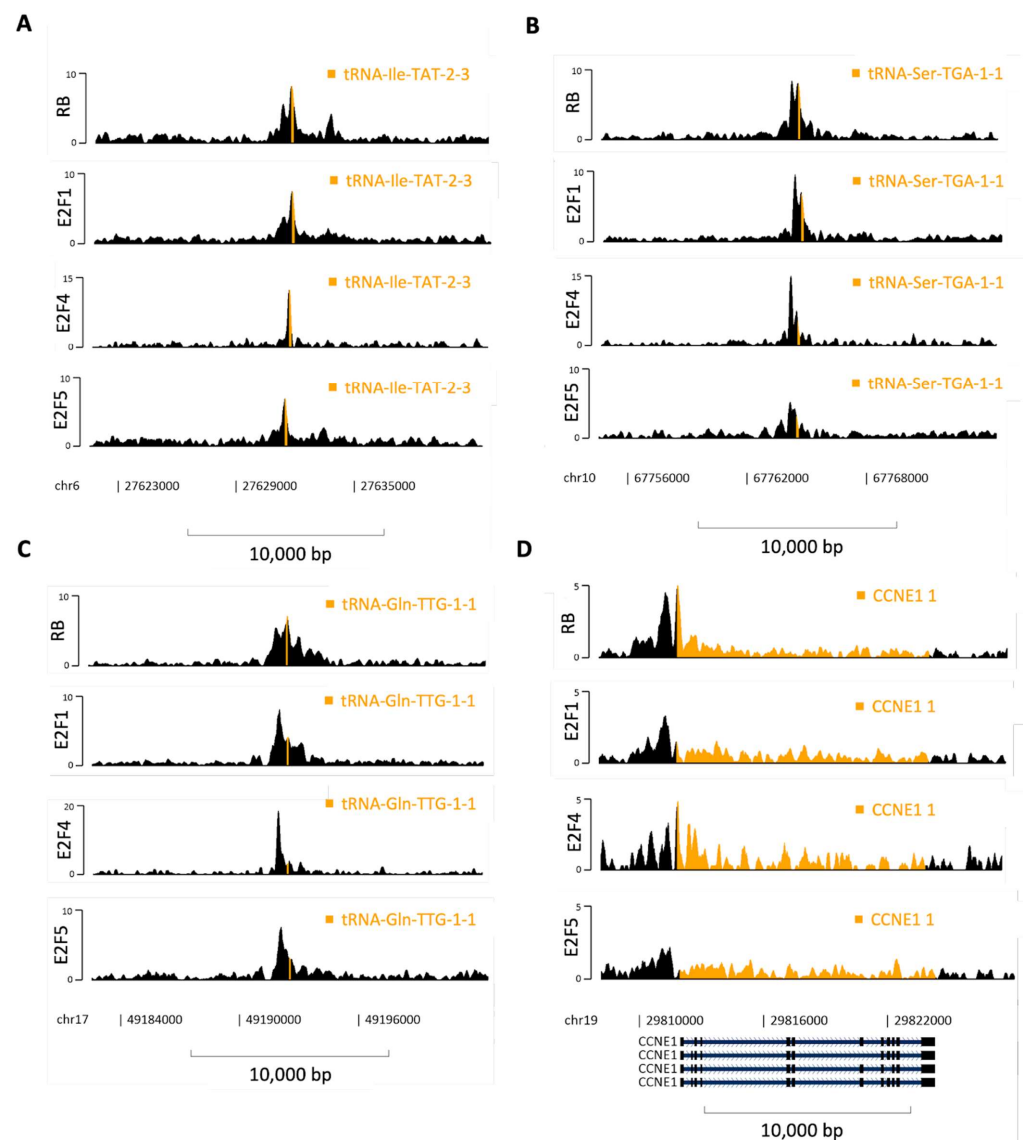 A
RB
10
0
tRNA-Ile-TAT-2-3
E2F1
10
0
tRNA-Ile-TAT-2-3
E2F4
15
0
tRNA-Ile-TAT-2-3
E2F5
10
0
tRNA-Ile-TAT-2-3
chr6 | 27623000 | 27629000 | 27635000
10,000 bp
B
RB
10
0
tRNA-Ser-TGA-1-1
E2F1
10
0
tRNA-Ser-TGA-1-1
E2F4
15
0
tRNA-Ser-TGA-1-1
E2F5
10
0
tRNA-Ser-TGA-1-1
chr10 | 67756000 | 67762000 | 67768000
10,000 bp
C
RB
10
0
tRNA-Gln-TTG-1-1
E2F1
10
0
tRNA-Gln-TTG-1-1
E2F4
20
0
tRNA-Gln-TTG-1-1
E2F5
10
0
tRNA-Gln-TTG-1-1
chr17 | 49184000 | 49190000 | 49196000
10,000 bp
D
RB
5
0
CCNE1 1
E2F1
5
0
CCNE1 1
E2F4
5
0
CCNE1 1
E2F5
5
0
CCNE1 1
chr19 | 29810000 | 29816000 | 29822000
CCNE1
CCNE1
CCNE1
CCNE1
10,000 bp